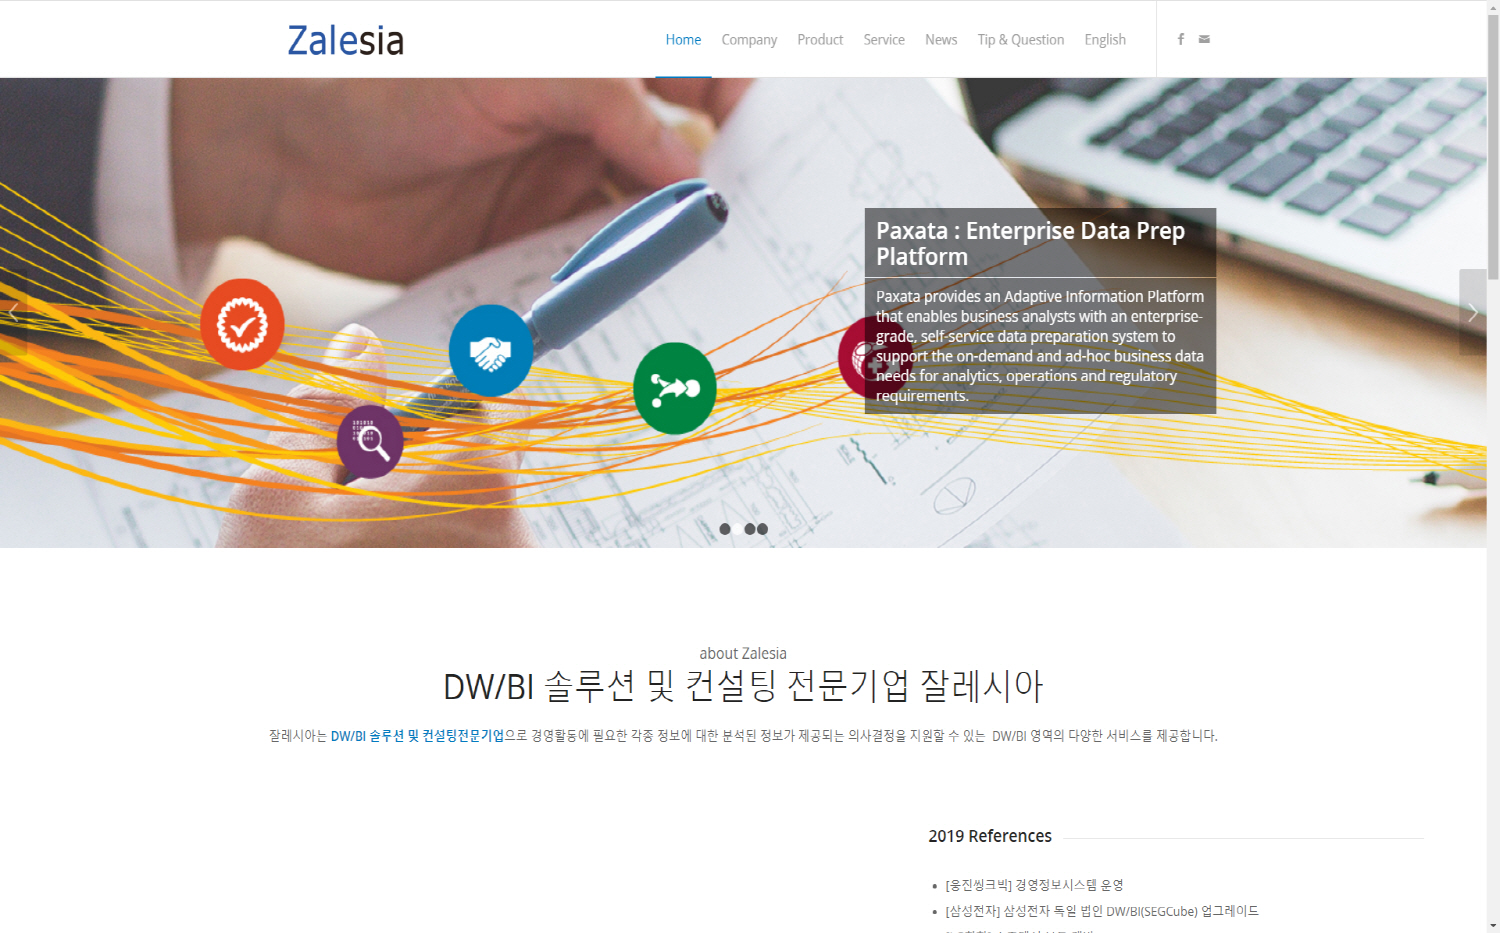 Zalesia
Home Company Product Service News Tip & Question English
Paxata : Enterprise Data Prep
Platform
Paxata provides an Adaptive Information Platform
that enables business analysts with an enterprise-
grade, self-service data preparation system to
support the on-demand and ad-hoc business data
needs for analytics, operations and regulatory
requirements.
about Zalesia
DW/BI 솔루션 및 컨설팅 전문기업 잘레시아
잘레시아는 DW/BI 솔루션 및 컨설팅전문기업으로 경영활동에 필요한 각종 정보에 대한 분석된 정보가 제공되는 의사결정을 지원할 수 있는 DW/BI 영역의 다양한 서비스를 제공합니다.
2019 References
[웅진씽크빅] 경영정보시스템 운영
[삼성전자] 삼성전자 독일 법인 DW/BI(SEGCube) 업그레이드